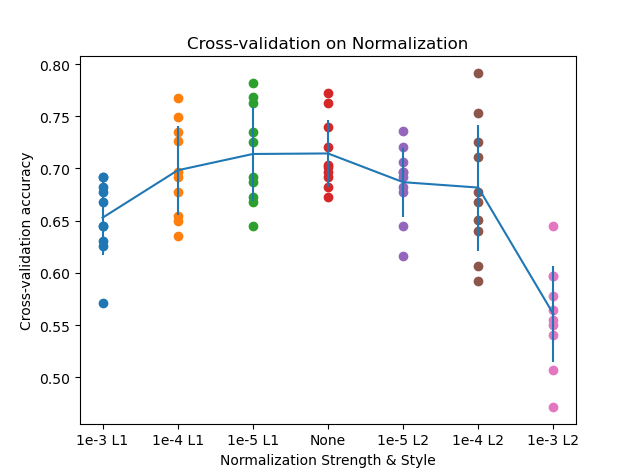 Cross-validation on Normalization
Cross-validation accuracy
0.80
0.75
0.70
0.65
0.60
0.55
0.50
1e-3 L1 1e-4 L1 1e-5 L1 None 1e-5 L2 1e-4 L2 1e-3 L2
Normalization Strength & Style